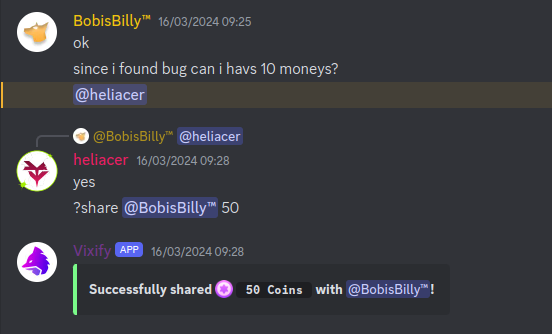 BobisBilly™ 16/03/2024 09:25
ok
since i found bug can i havs 10 moneys?
@heliacer
@BobisBilly™ @heliacer
heliacer 16/03/2024 09:28
yes
?share @BobisBilly™ 50
Vixify APP 16/03/2024 09:28
Successfully shared 50 Coins with @BobisBilly™!